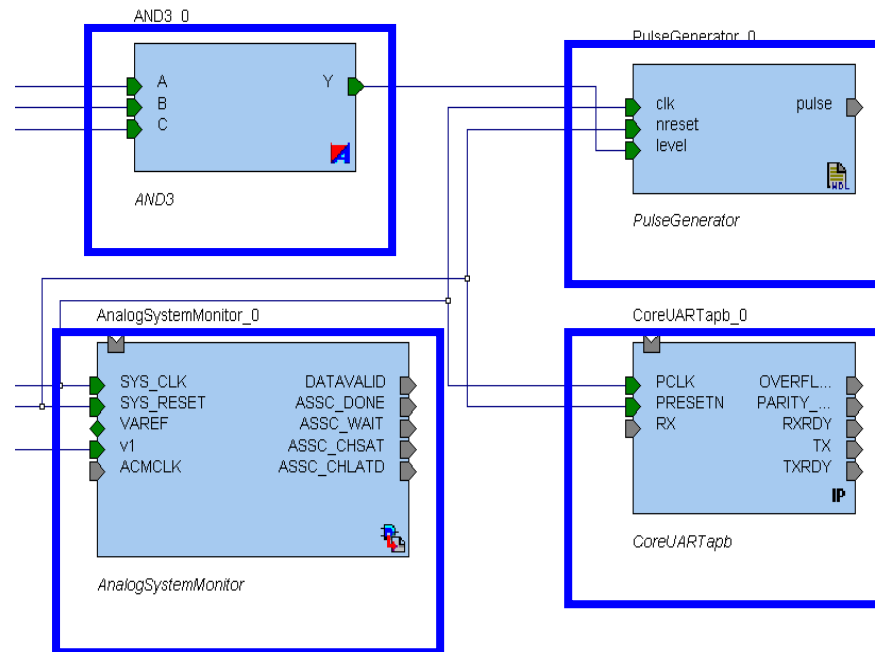 AND3_0
A
Y
B
C
AND3
PulseGenerator_0
clk
pulse
nreset
level
HDL
PulseGenerator
AnalogSystemMonitor_0
SYS_CLK
DATAVALID
SYS_RESET
ASSC_DONE
VAREF
ASSC_WAIT
v1
ASSC_CHSAT
ACMCLK
ASSC_CHLATD
AnalogSystemMonitor
CoreUARTapb_0
PCLK
OVERFL...
PRESETN
PARITY_...
RX
RXRDY
TX
TXRDY
IP
CoreUARTapb